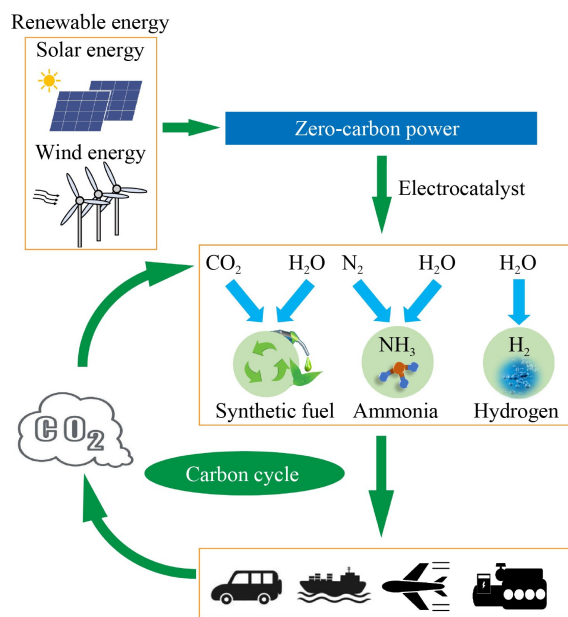 Renewable energy
Solar energy
Wind energy
Zero-carbon power
Electrocatalyst
CO₂ H₂O N₂ H₂O H₂O
NH₃ H₂
Synthetic fuel Ammonia Hydrogen
CO₂
Carbon cycle